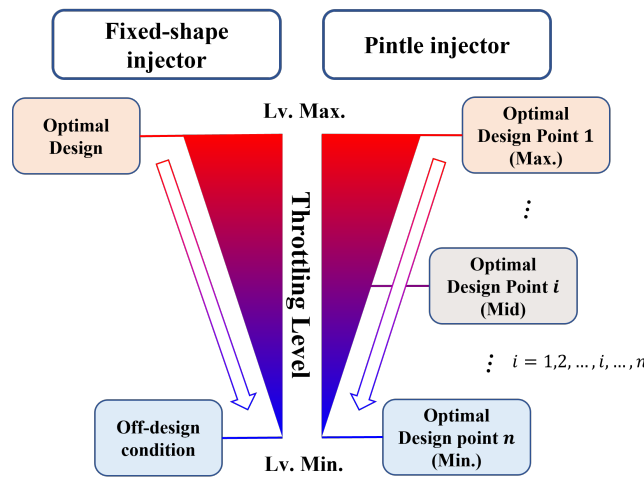 Fixed-shape
injector
Pintle injector
Lv. Max.
Optimal
Design
Optimal
Design Point 1
(Max.)
⋮
Throttling Level
Optimal
Design Point i
(Mid)
⋮ i = 1,2, … , i, … , n
Off-design
condition
Optimal
Design point n
(Min.)
Lv. Min.